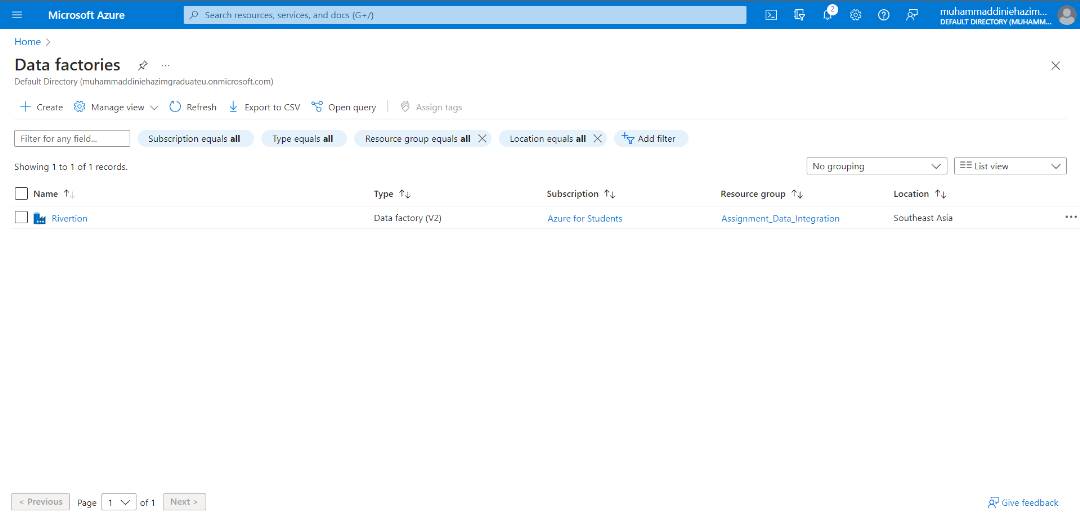 Microsoft Azure
Search resources, services, and docs (G+/)
2
muhammaddiniehazim...
DEFAULT DIRECTORY (MUHAMM...
Home >
Data factories ...
Default Directory (muhammaddiniehazimgraduateu.onmicrosoft.com)
+ Create Manage view Refresh Export to CSV Open query Assign tags
Filter for any field... Subscription equals all Type equals all Resource group equals all Location equals all Add filter
Showing 1 to 1 of 1 records. No grouping List view
Name Type Subscription Resource group Location
Rivertion Data factory (V2) Azure for Students Assignment_Data_Integration Southeast Asia ...
< Previous Page 1 of 1 Next > Give feedback